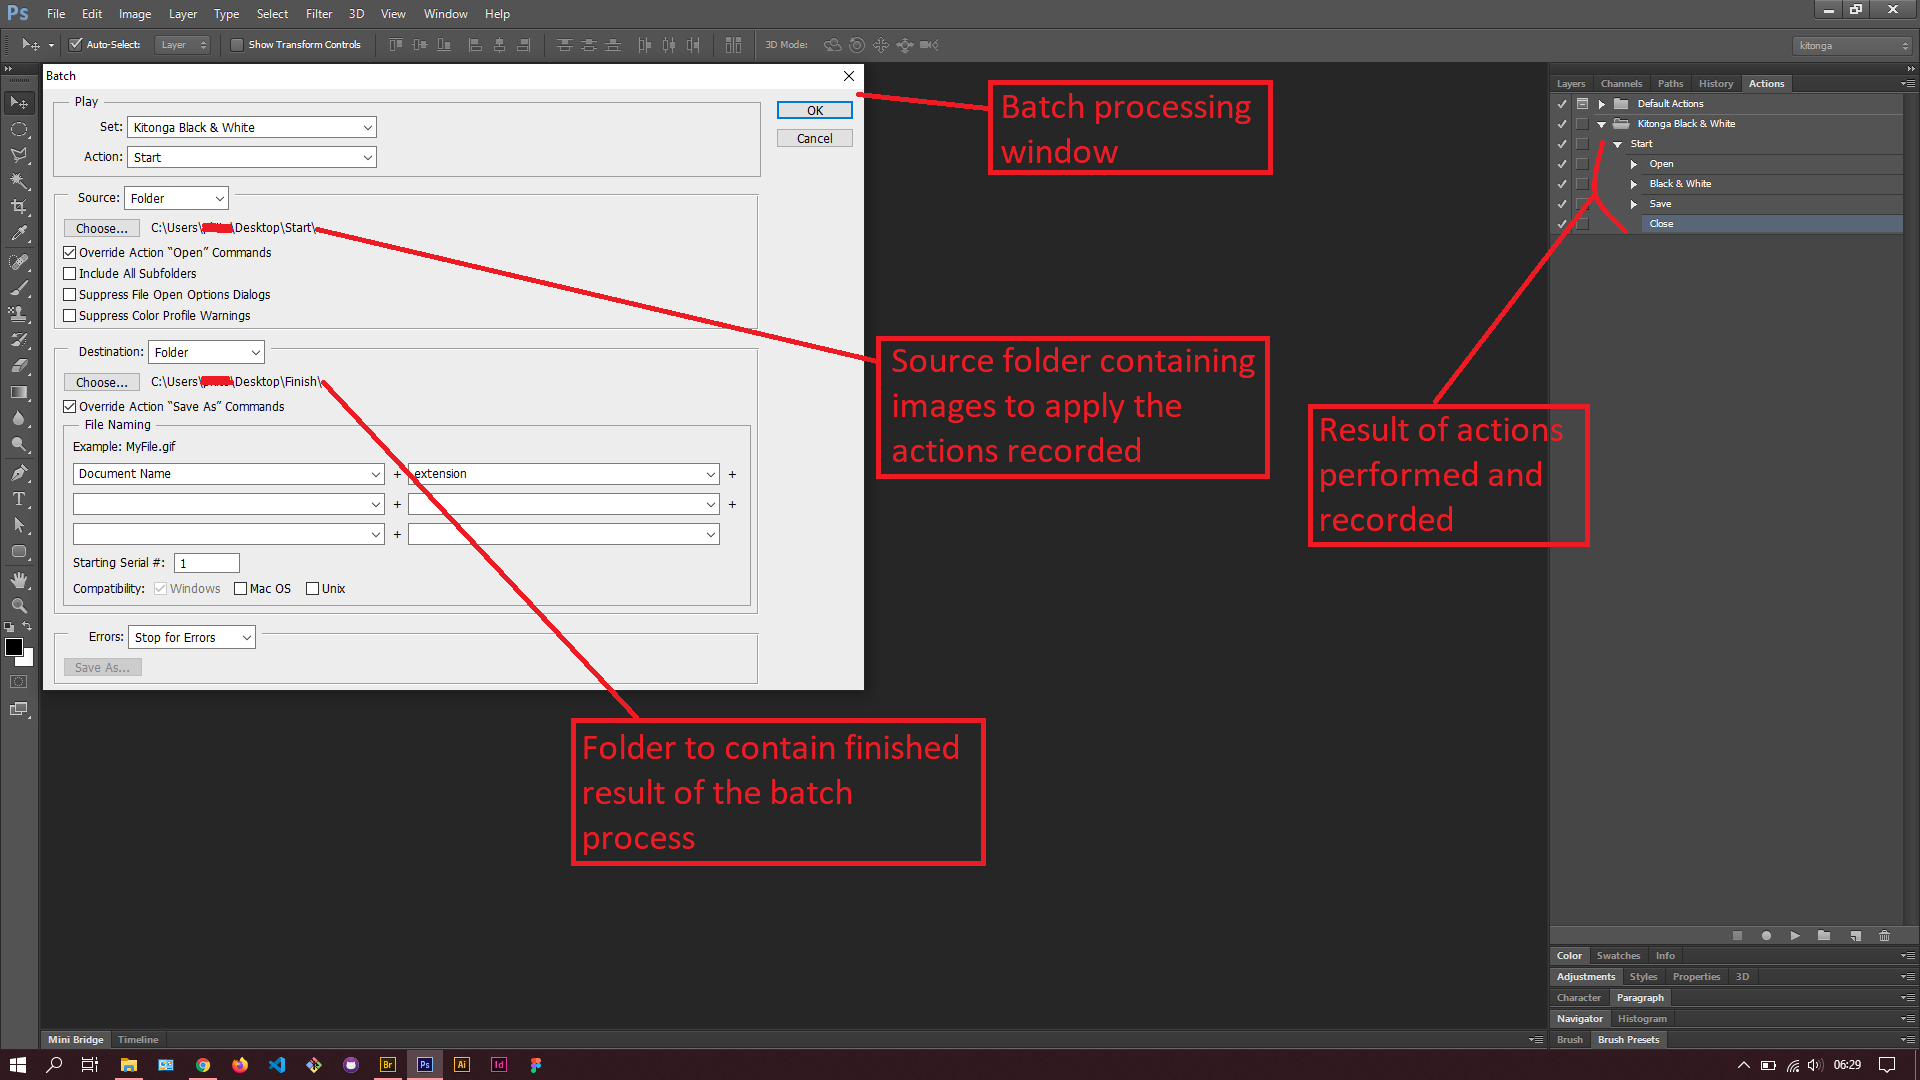 Ps File Edit Image Layer Type Select Filter 3D View Window Help
Auto-Select: Layer Show Transform Controls 3D Mode: kitonga
Batch
Play
Set: Kitonga Black & White
Action: Start
OK
Cancel
Source: Folder
Choose... C:\Users\ \Desktop\Start\
Override Action “Open” Commands
Include All Subfolders
Suppress File Open Options Dialogs
Suppress Color Profile Warnings
Destination: Folder
Choose... C:\Users\ \Desktop\Finish\
Override Action “Save As” Commands
File Naming
Example: MyFile.gif
Document Name + extension +
+ +
+
Starting Serial #: 1
Compatibility: Windows Mac OS Unix
Errors: Stop for Errors
Save As...
Batch processing
window
Source folder containing
images to apply the
actions recorded
Folder to contain finished
result of the batch
process
Result of actions
performed and
recorded
Layers Channels Paths History Actions
Default Actions
Kitonga Black & White
Start
Open
Black & White
Save
Close
Color Swatches Info
Adjustments Styles Properties 3D
Character Paragraph
Navigator Histogram
Brush Brush Presets
Mini Bridge Timeline
Br Ps Ai Id 06:29